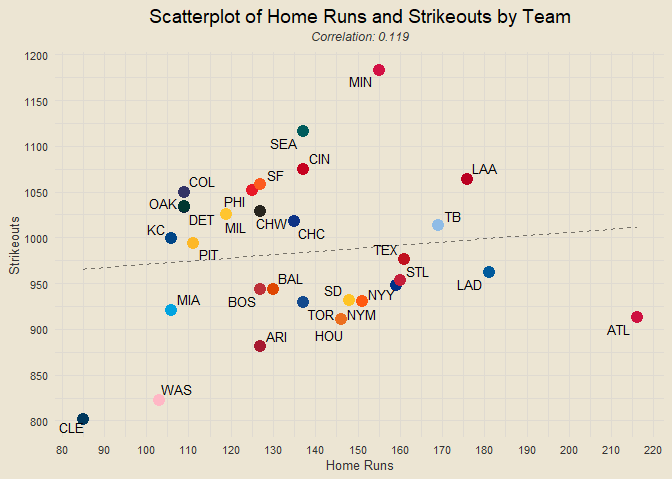 Scatterplot of Home Runs and Strikeouts by Team
Correlation: 0.119
1200
1150
1100
1050
1000
950
900
850
800
Strikeouts
MIN
SEA
CIN
SF
LAA
COL
OAK
PHI
DET
MIL
CHW
CHC
TB
KC
PIT
TEX
STL
LAD
BAL
BOS
SD
NYY
MIA
TOR
NYM
HOU
ATL
ARI
WAS
CLE
80 90 100 110 120 130 140 150 160 170 180 190 200 210 220
Home Runs